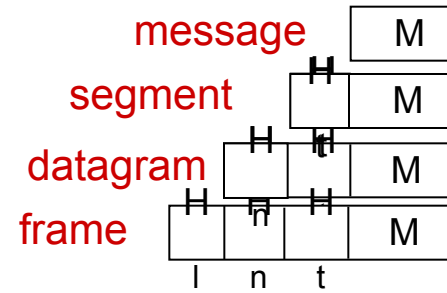 message M
H
segment M
H H
t
datagram M
H H H
n
frame M
l n t